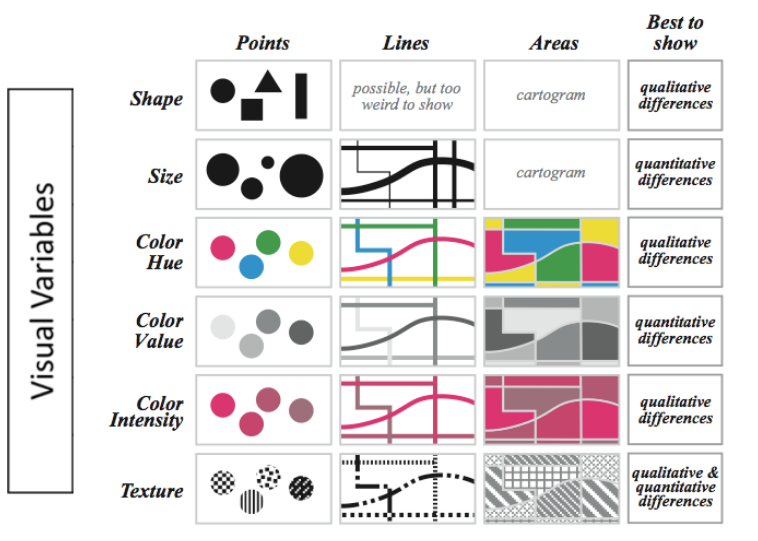 Visual Variables
Points
Lines
Areas
Best to
show
Shape
possible, but too
weird to show
cartogram
qualitative
differences
Size
cartogram
quantitative
differences
Color
Hue
qualitative
differences
Color
Value
quantitative
differences
Color
Intensity
qualitative
differences
Texture
qualitative &
quantitative
differences